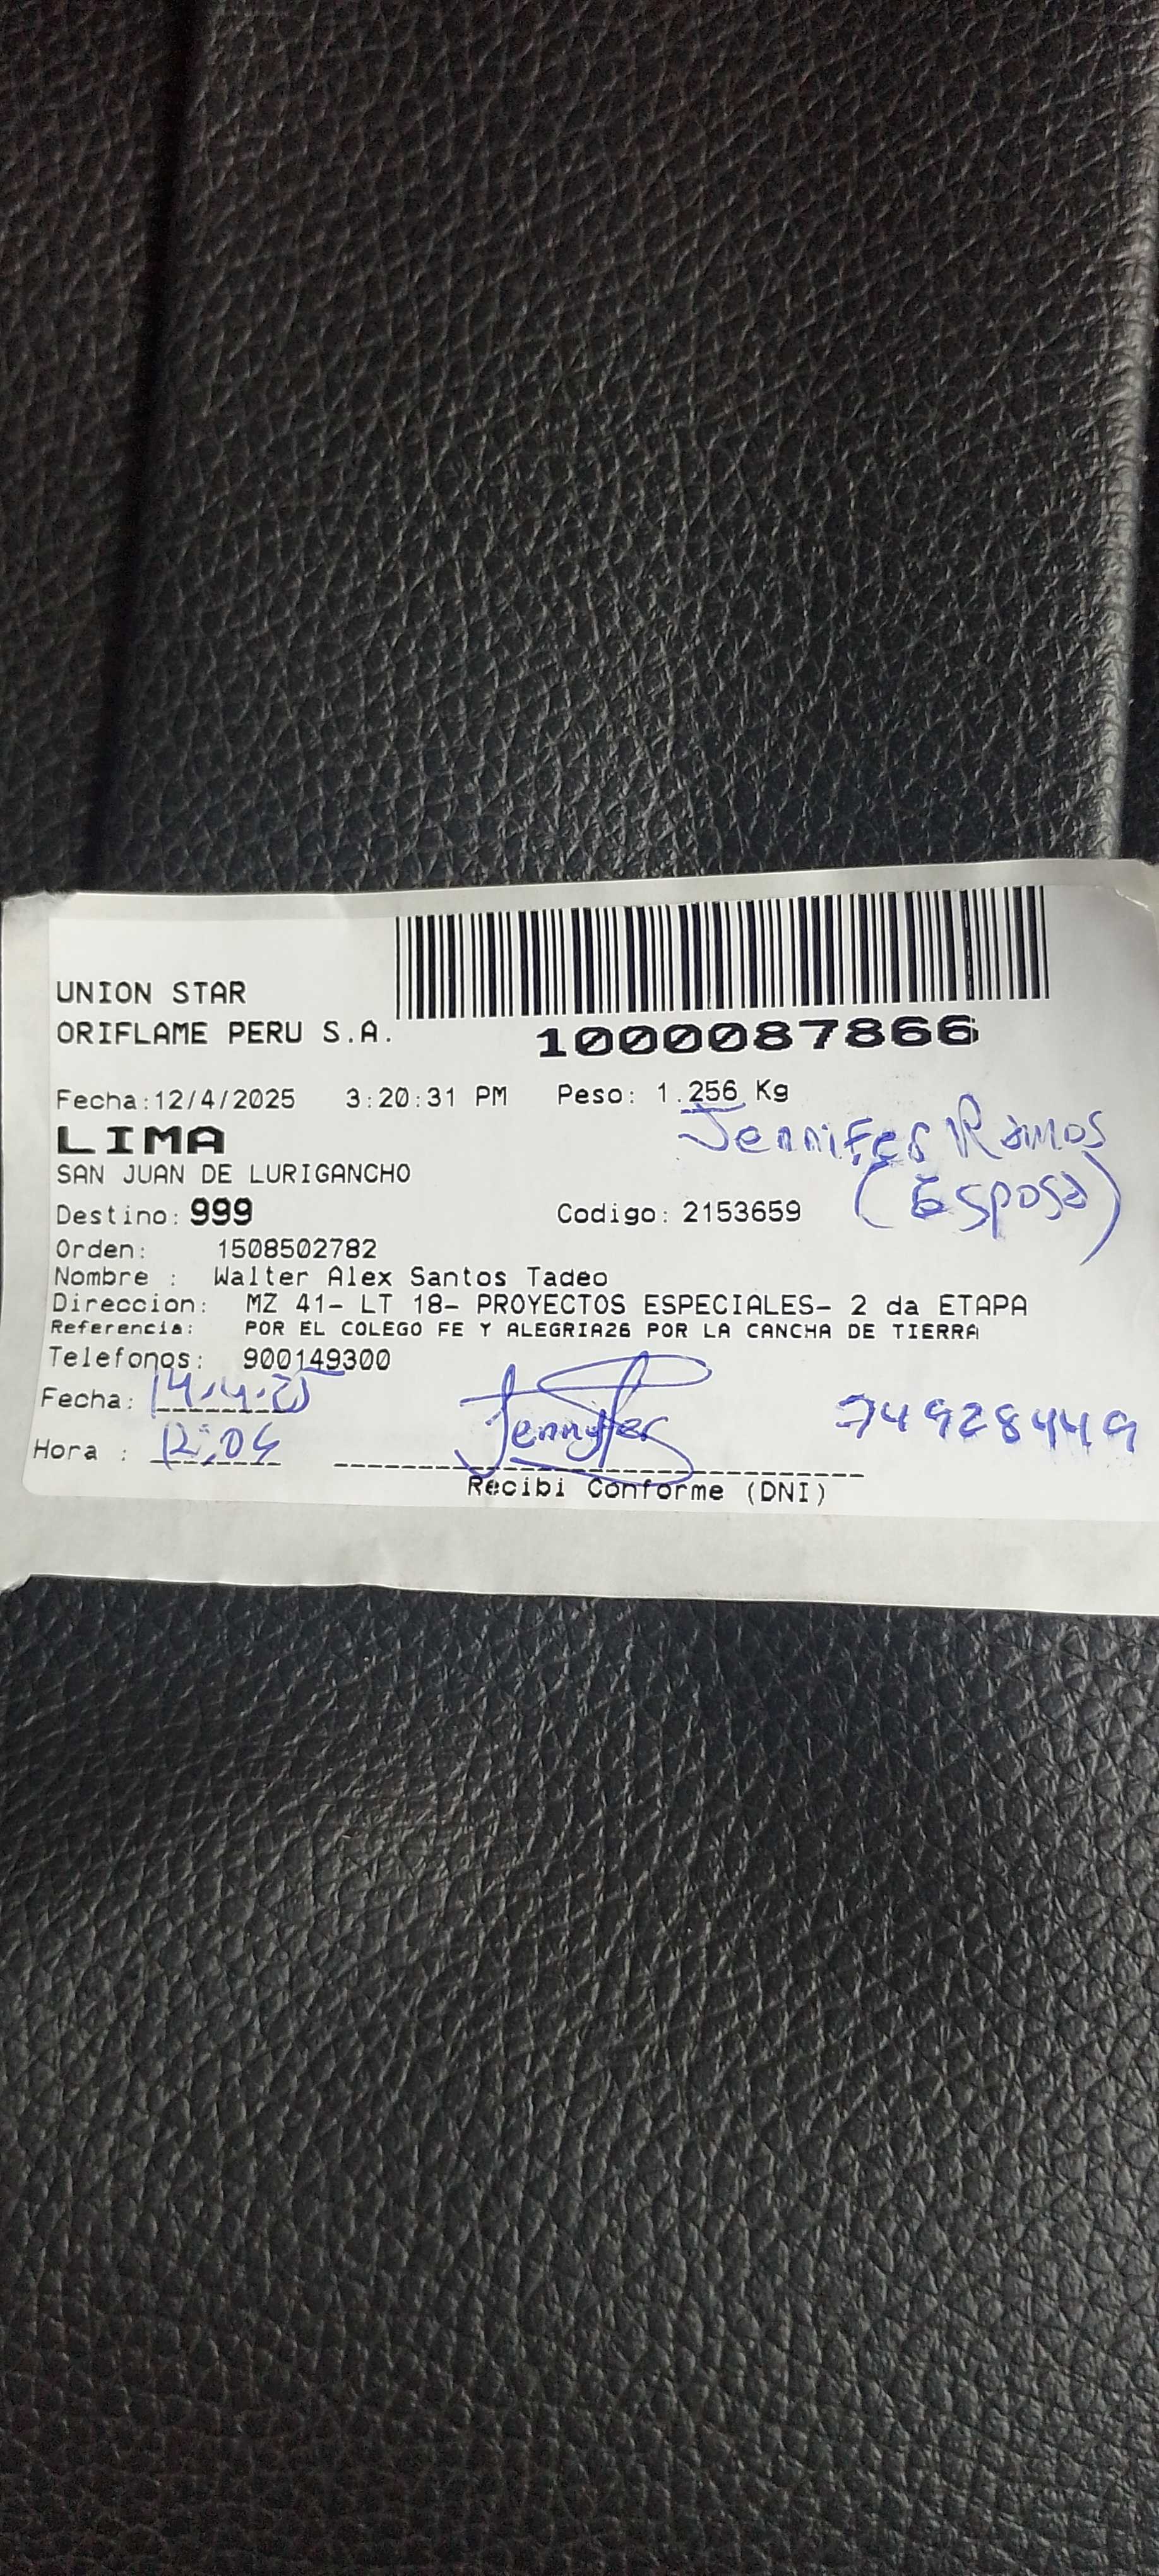 UNION STAR
ORIFLAME PERU S.A.
1000087866
Fecha:12/4/2025 3:20:31 PM Peso: 1.256 Kg
LIMA
Jennifer Ramos
SAN JUAN DE LURIGANCHO
(Esposa)
Destino: 999 Codigo: 2153659
Orden: 1508502782
Nombre : Walter Alex Santos Tadeo
Direccion: MZ 41- LT 18- PROYECTOS ESPECIALES- 2 da ETAPA
Referencia: POR EL COLEGO FE Y ALEGRIA26 POR LA CANCHA DE TIERRA
Telefonos: 900149300
Fecha: 14.4.25 Jennifer 74928449
Hora : 12:04
Recibi Conforme (DNI)